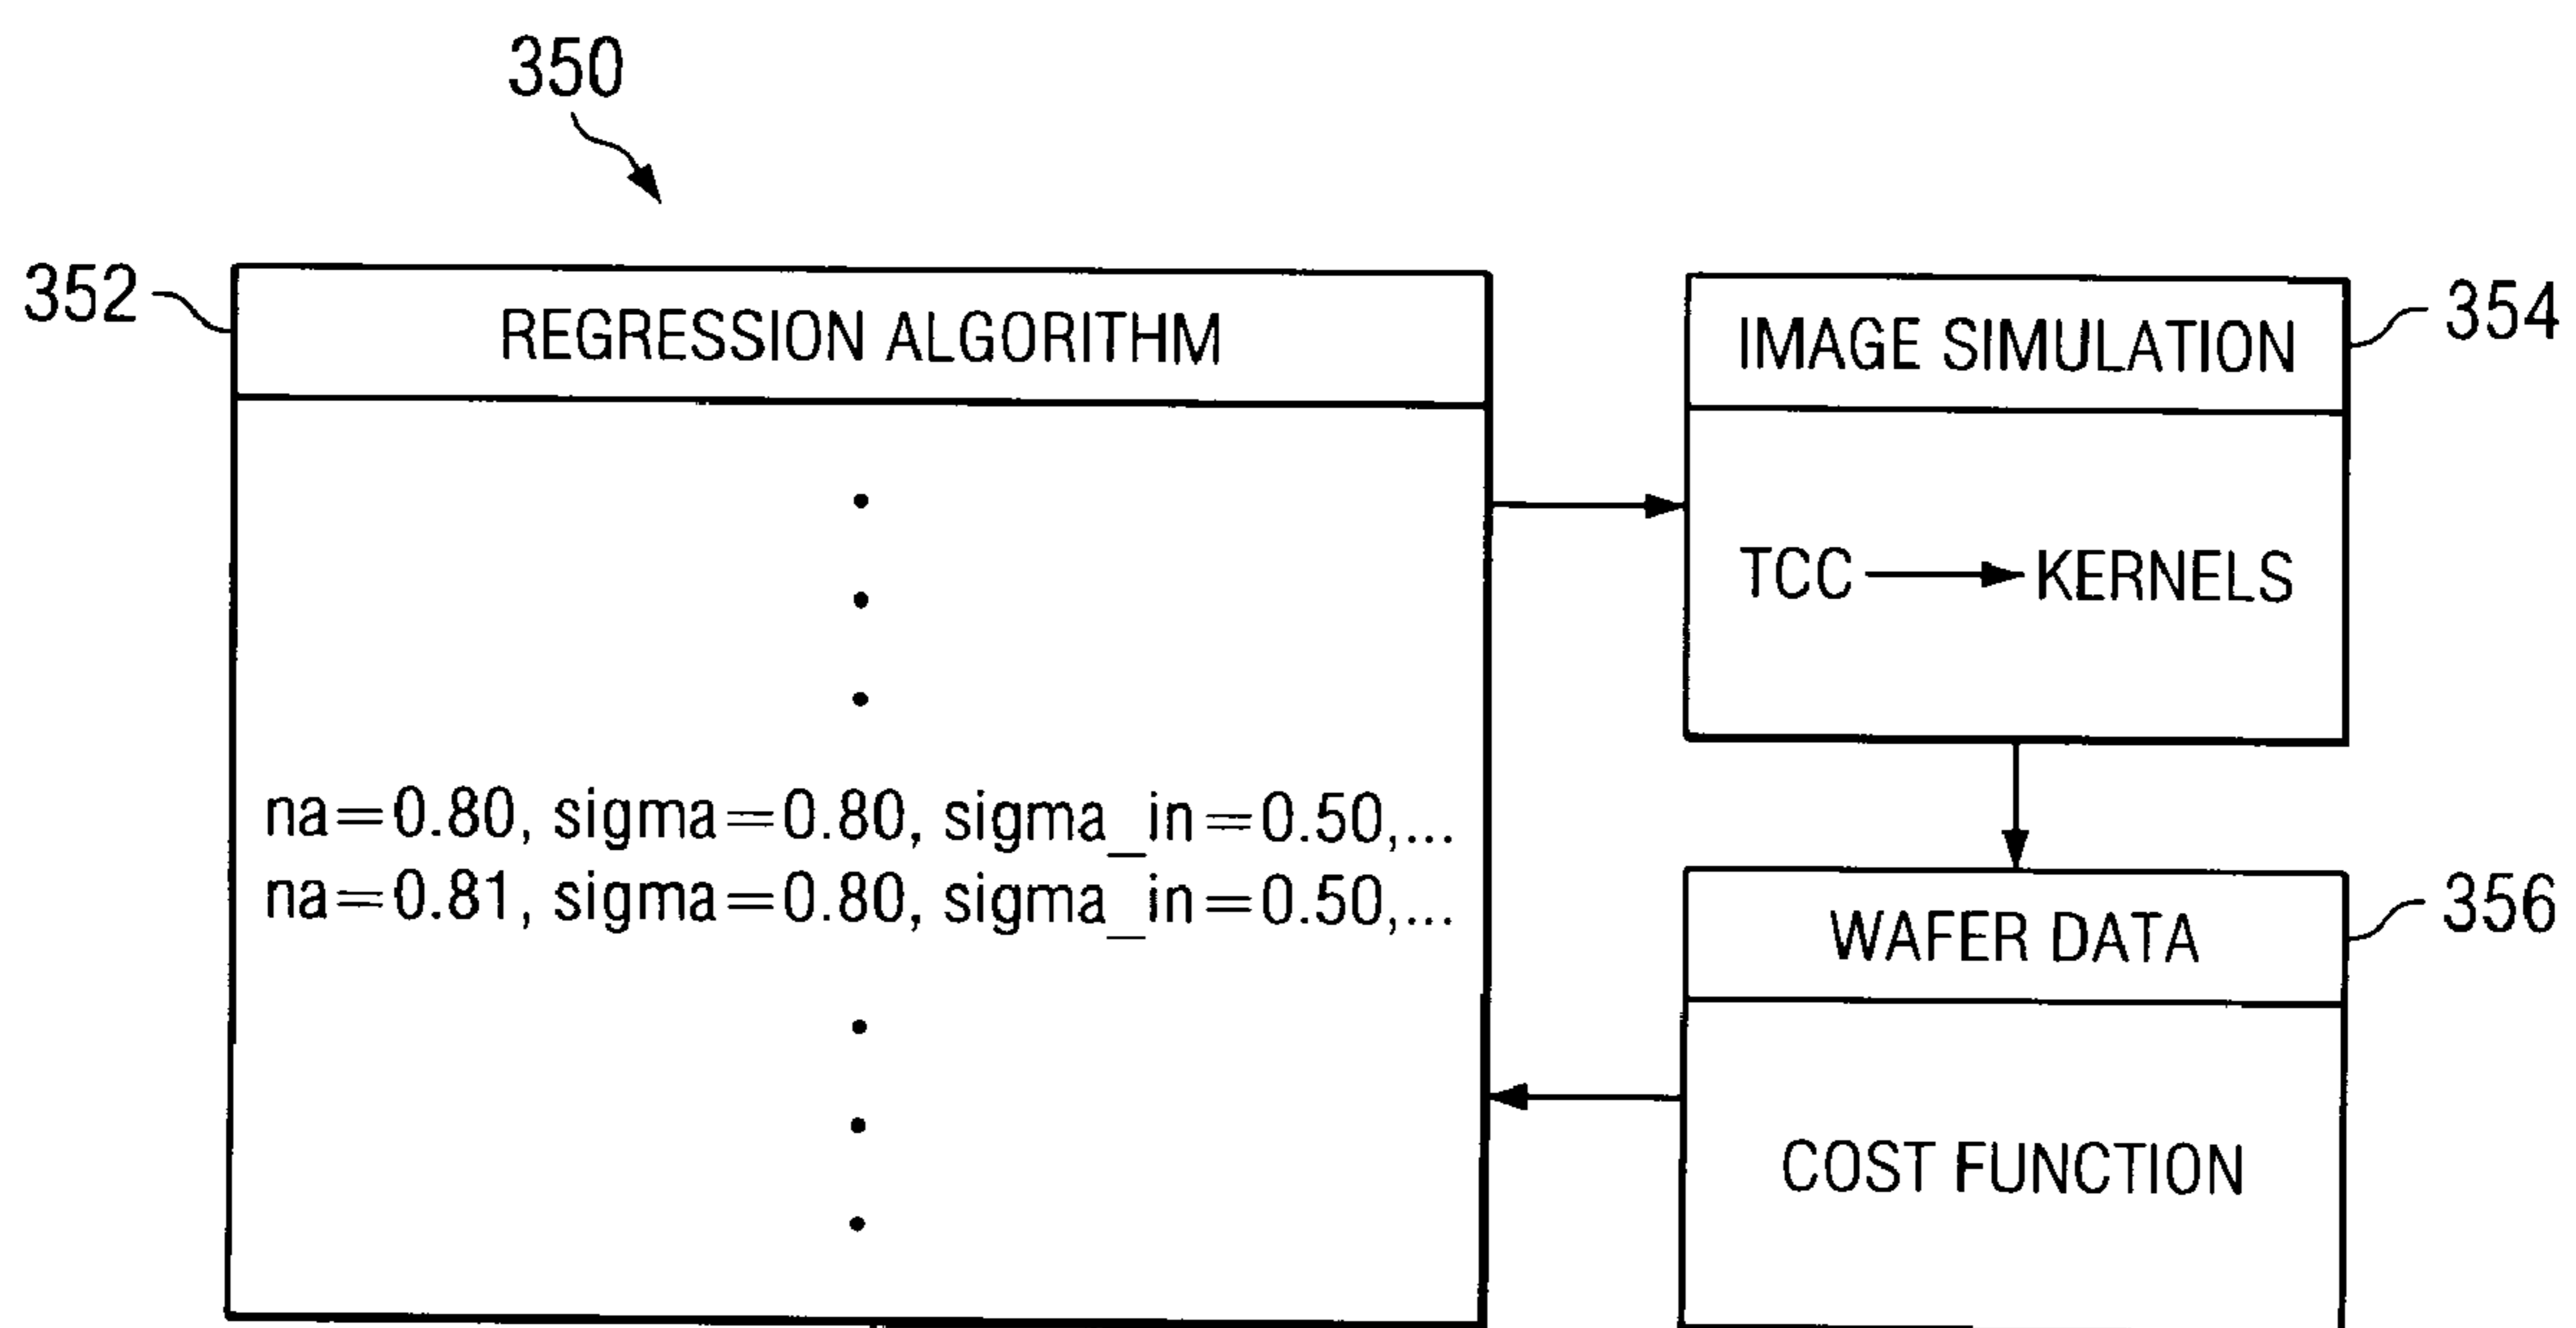 350
352
REGRESSION ALGORITHM
na=0.80, sigma=0.80, sigma_in=0.50,...
na=0.81, sigma=0.80, sigma_in=0.50,...
IMAGE SIMULATION
354
TCC KERNELS
WAFER DATA
356
COST FUNCTION